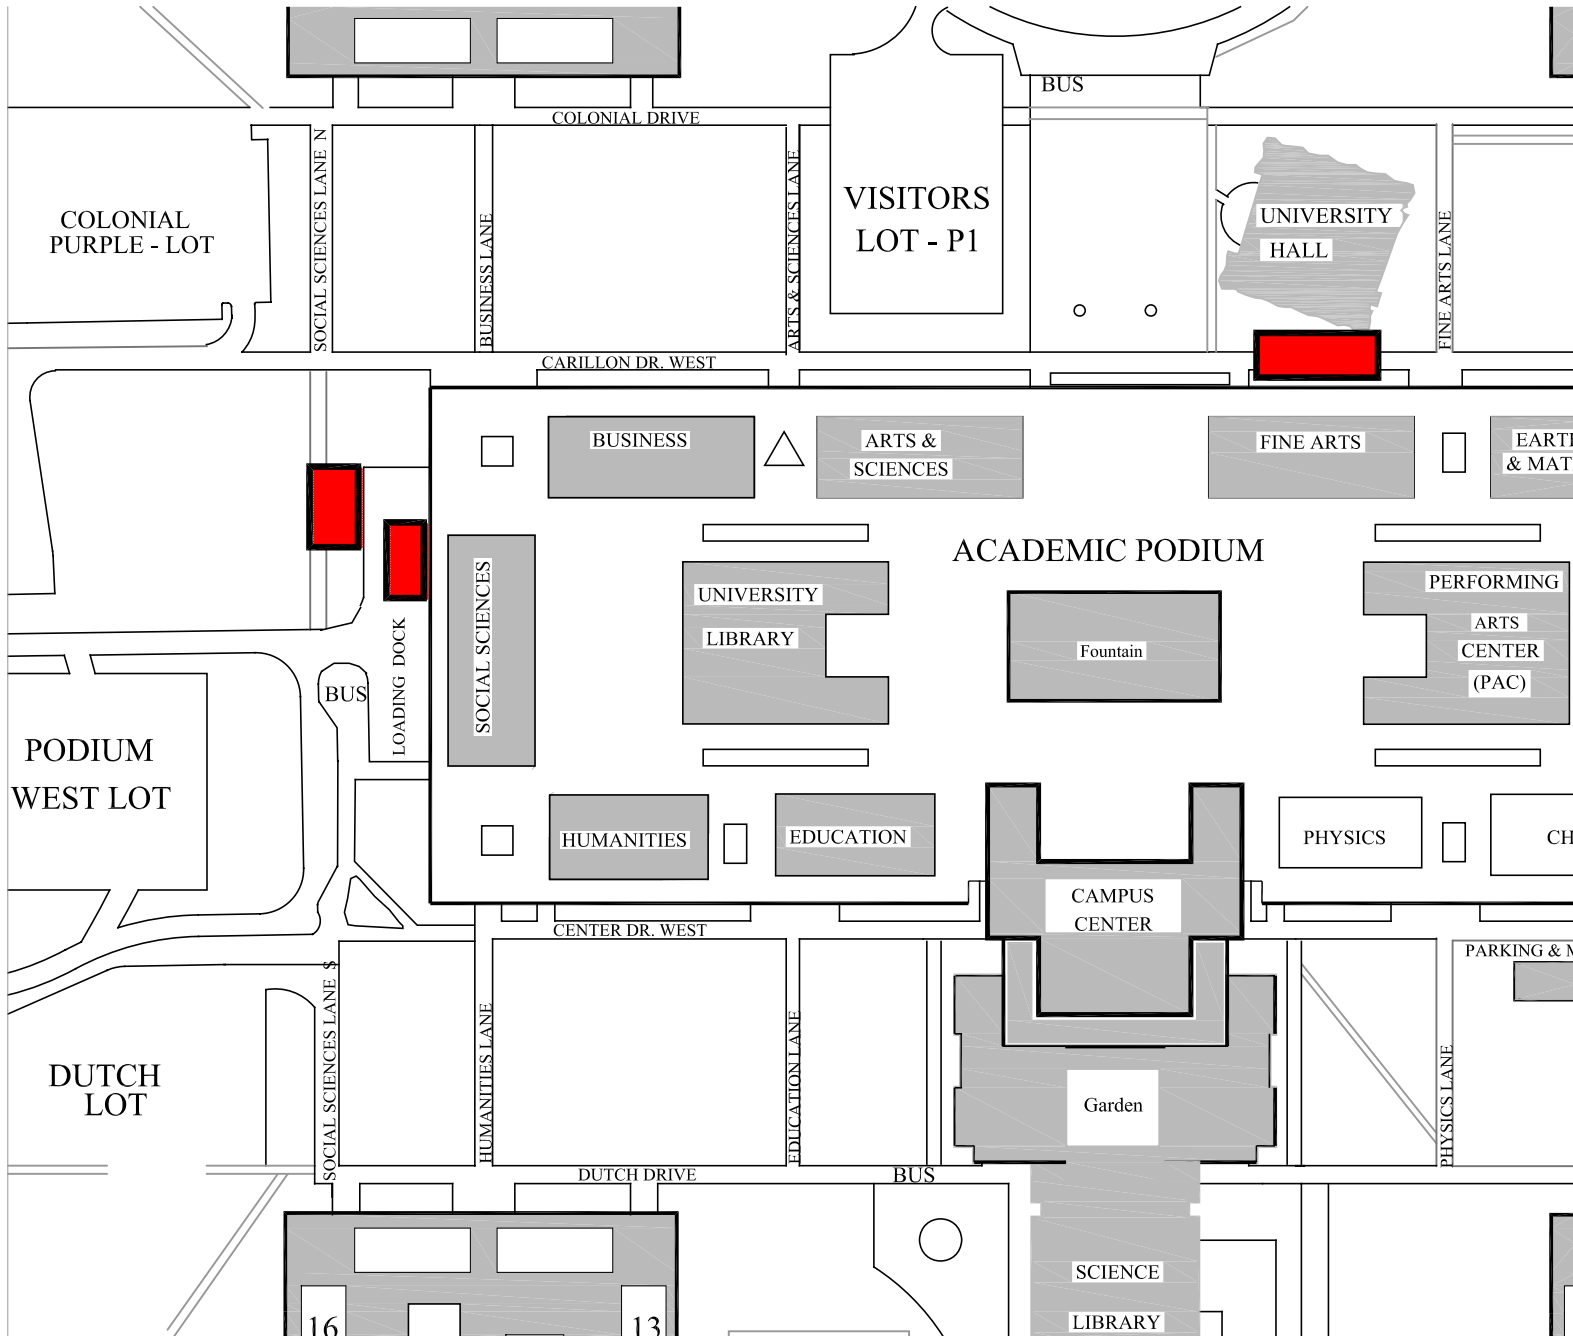 BUS
COLONIAL DRIVE
SOCIAL SCIENCES LANE N
BUSINESS LANE
ARTS & SCIENCES LANE
VISITORS
LOT - P1
UNIVERSITY
HALL
FINE ARTS LANE
COLONIAL
PURPLE - LOT
CARILLON DR. WEST
BUSINESS
ARTS &
SCIENCES
FINE ARTS
EARTH
& MAT
ACADEMIC PODIUM
SOCIAL SCIENCES
UNIVERSITY
LIBRARY
Fountain
PERFORMING
ARTS
CENTER
(PAC)
LOADING DOCK
BUS
PODIUM
WEST LOT
HUMANITIES
EDUCATION
PHYSICS
CH
CAMPUS
CENTER
CENTER DR. WEST
PARKING & M
SOCIAL SCIENCES LANE S
HUMANITIES LANE
EDUCATION LANE
PHYSICS LANE
DUTCH
LOT
Garden
DUTCH DRIVE
BUS
SCIENCE
LIBRARY
16
13